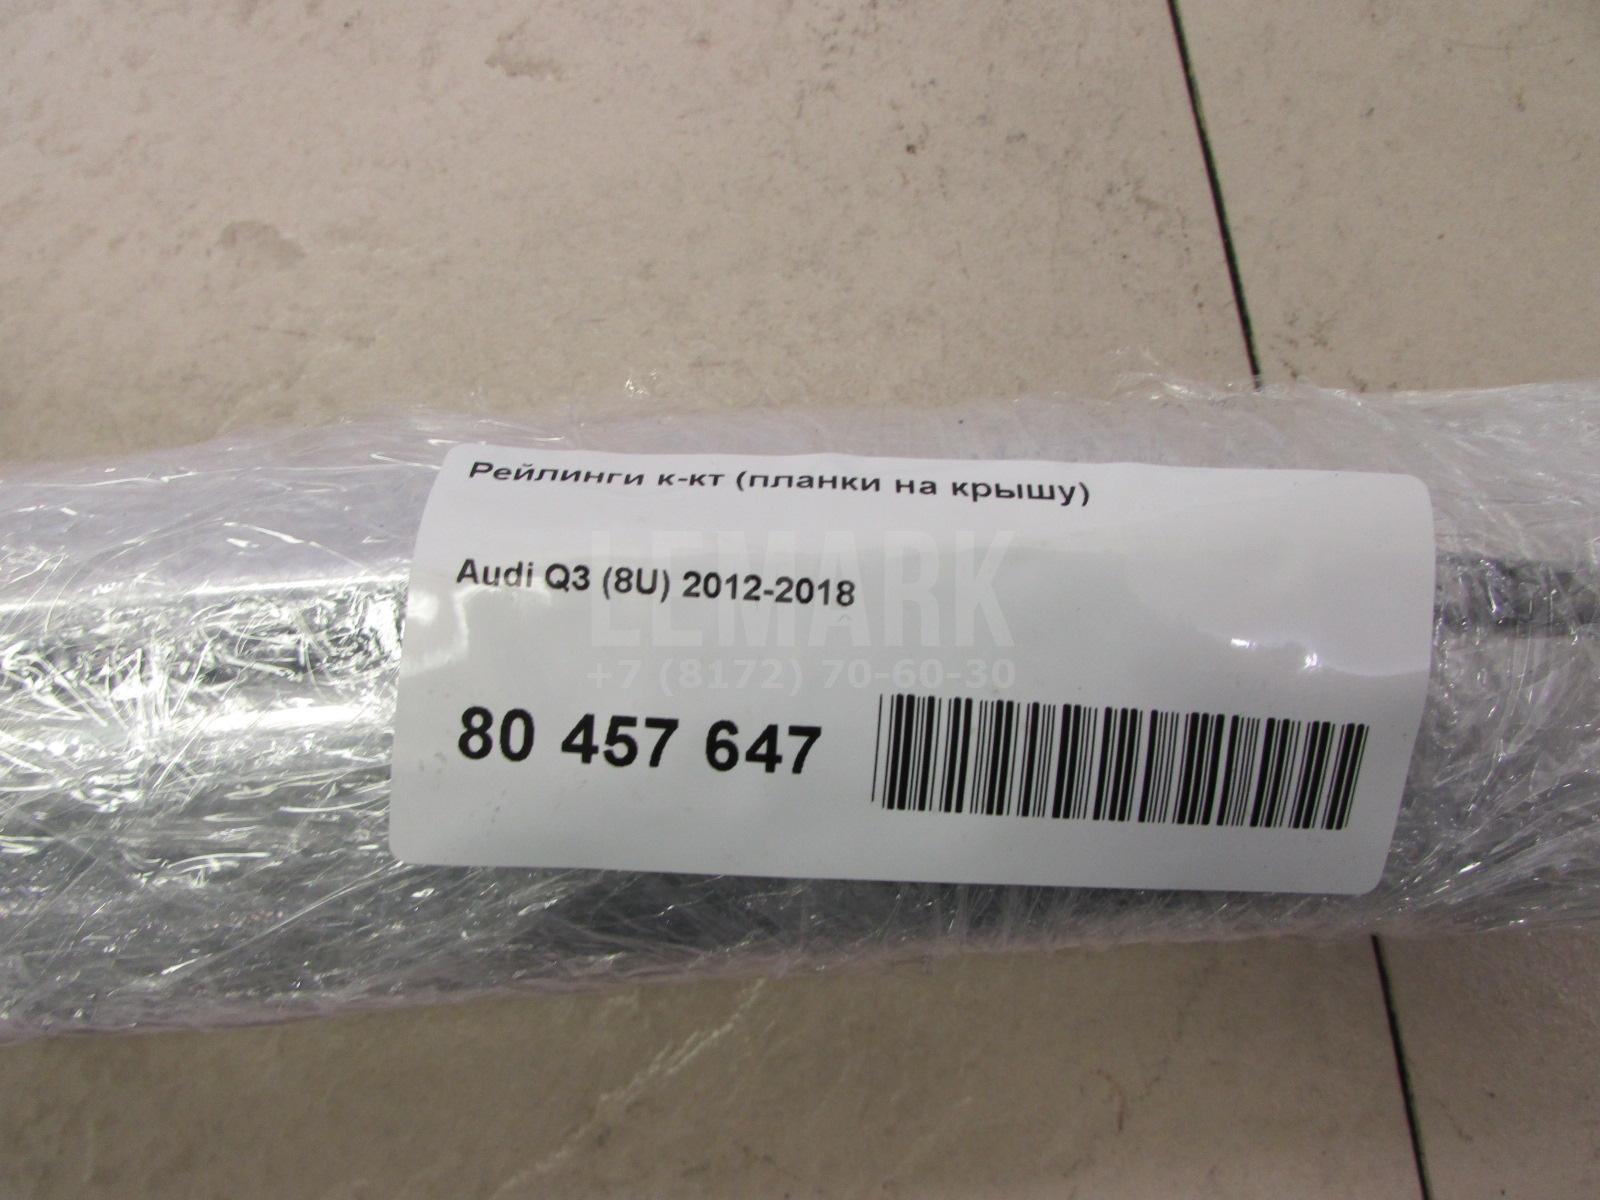 Рейлинги к-кт (планки на крышу)
Audi Q3 (8U) 2012-2018
LEMARK
+7 (8172) 70-60-30
80 457 647